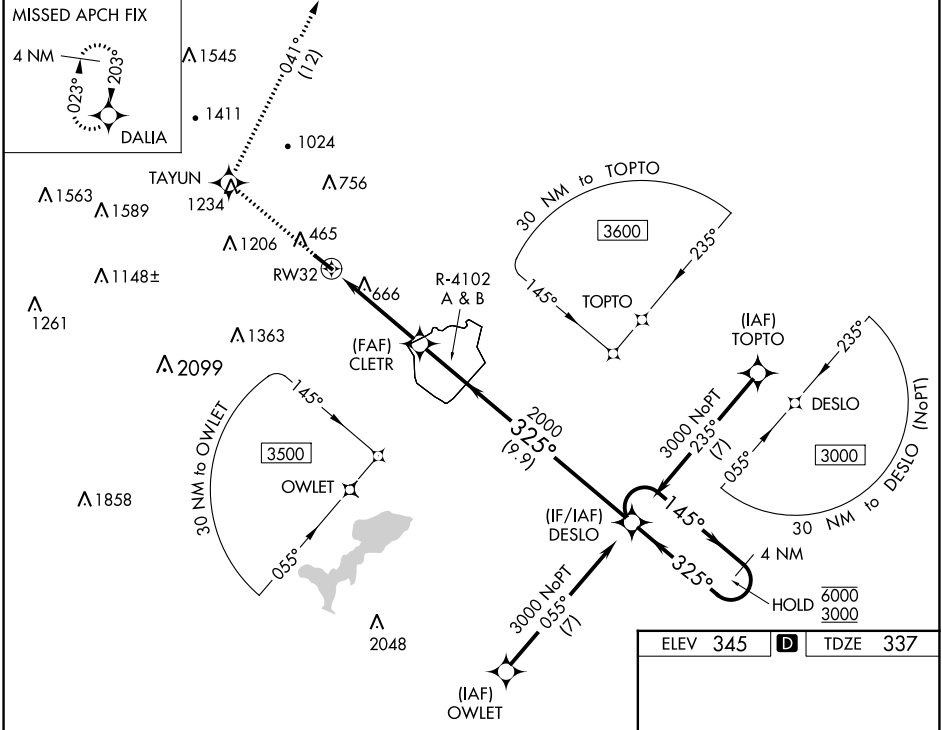 MISSED APCH FIX
4 NM
023°
203°
DALIA
1545
1411
1024
041°
(12)
TAYUN
1234
756
1563
1589
1206
465
RW32
1148±
666
R-4102
A & B
1261
1363
(FAF)
CLETR
2099
30 NM to TOPTO
3600
145°
235°
TOPTO
(IAF)
TOPTO
30 NM to OWLET
145°
3500
OWLET
055°
2000
325°
(9.9)
3000 NoPT
235°
(7)
235°
DESLO
055°
3000
30 NM to DESLO (NoPT)
1858
(IF/IAF)
DESLO
145°
325°
4 NM
HOLD
6000
3000
3000 NoPT
055°
(7)
2048
(IAF)
OWLET
ELEV 345 D TDZE 337